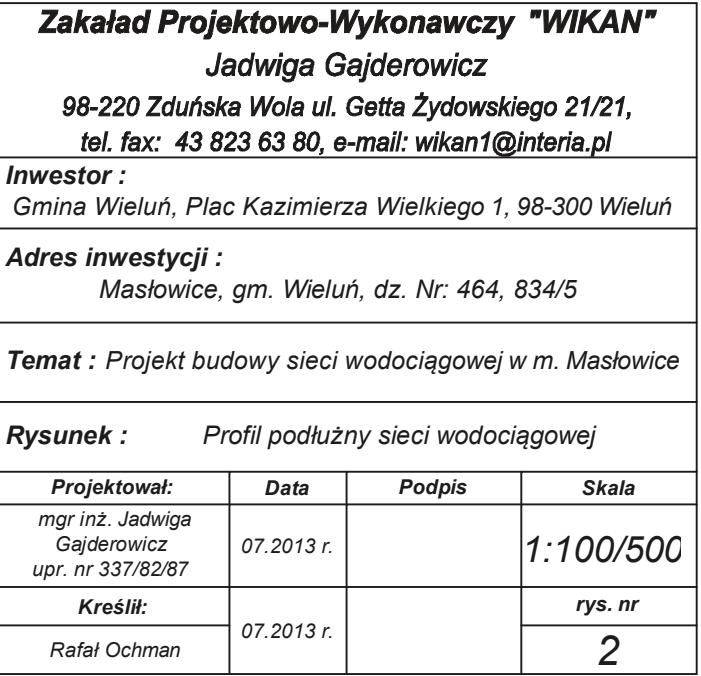 Zakaład Projektowo-Wykonawczy "WIKAN"
Jadwiga Gajderowicz
98-220 Zduńska Wola ul. Getta Żydowskiego 21/21,
tel. fax: 43 823 63 80, e-mail: wikan1@interia.pl
Inwestor :
Gmina Wieluń, Plac Kazimierza Wielkiego 1, 98-300 Wieluń
Adres inwestycji :
Masłowice, gm. Wieluń, dz. Nr: 464, 834/5
Temat : Projekt budowy sieci wodociągowej w m. Masłowice
Rysunek : Profil podłużny sieci wodociągowej
Projektował: Data Podpis Skala
mgr inż. Jadwiga
Gajderowicz
upr. nr 337/82/87
07.2013 r.
1:100/500
Kreślił:
Rafał Ochman
07.2013 r.
rys. nr
2